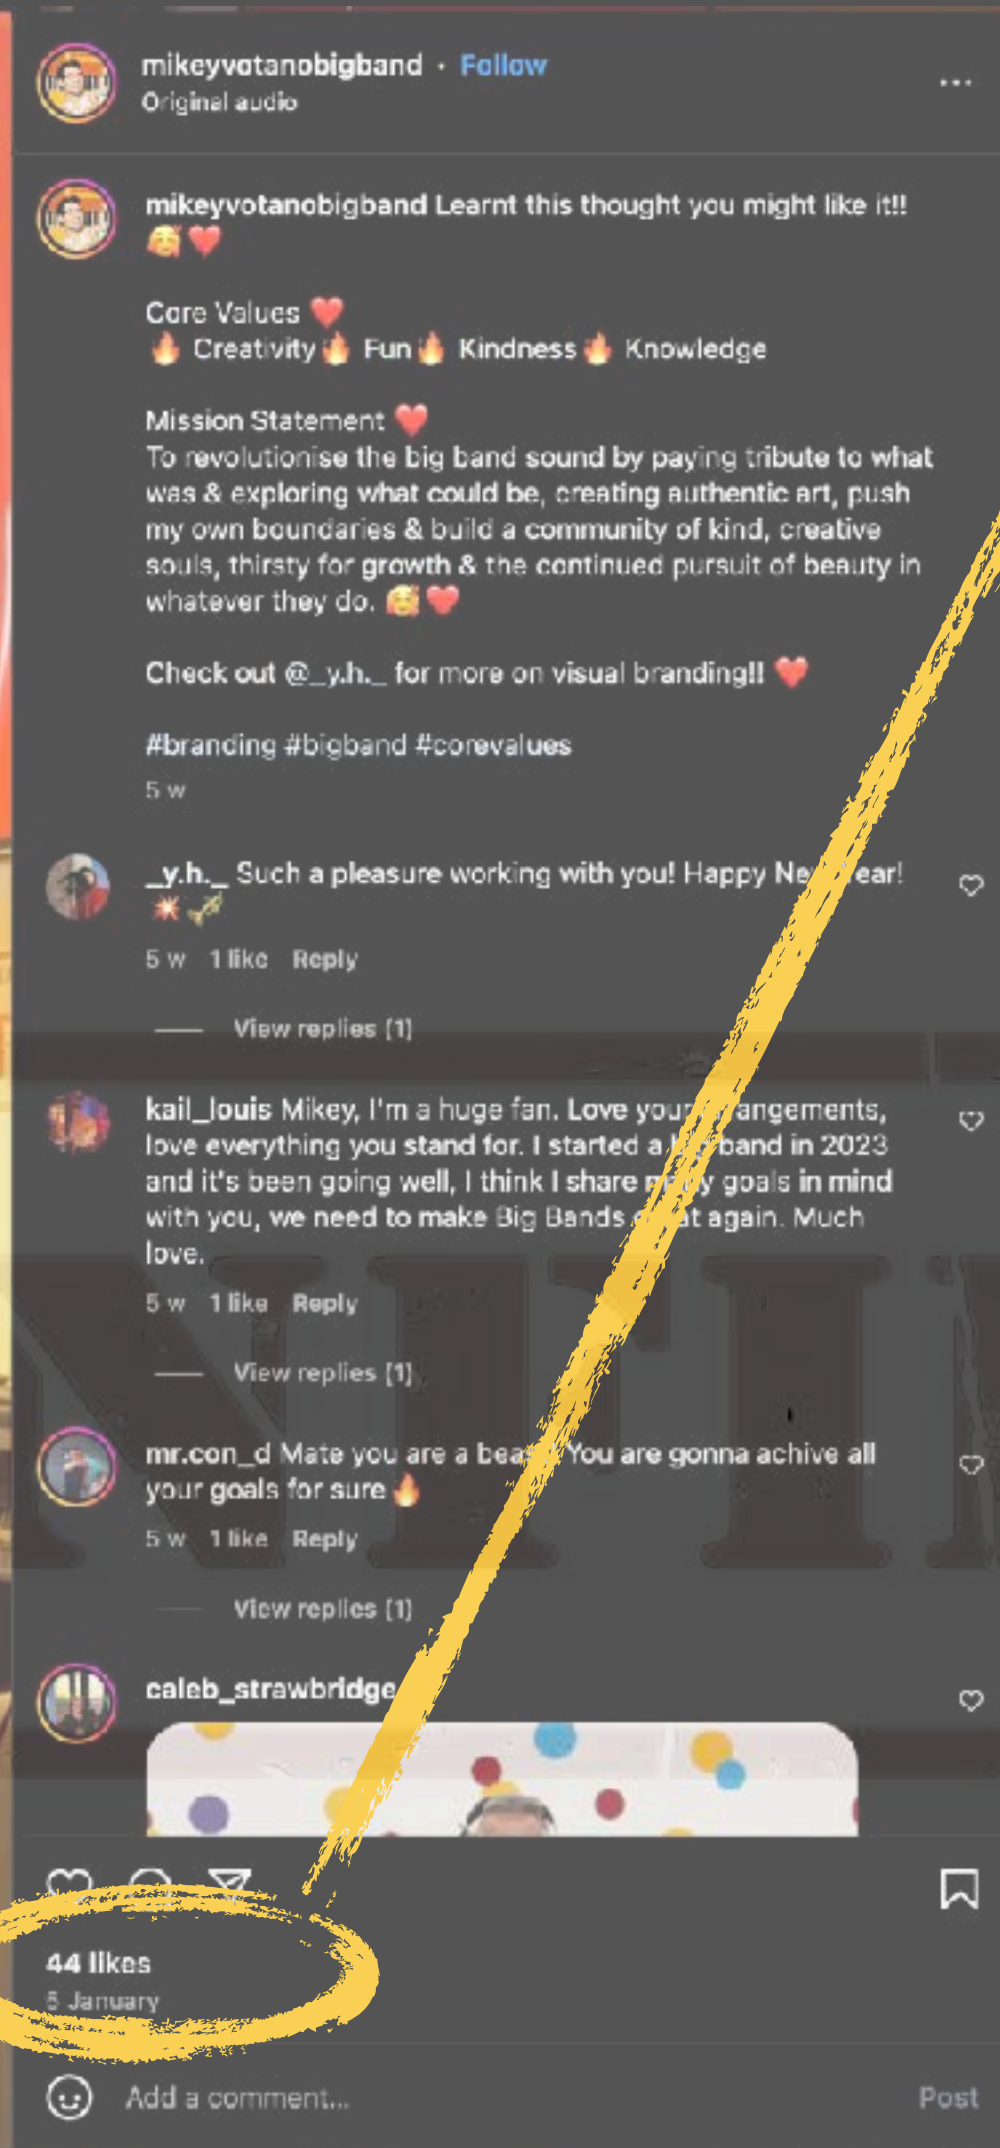 mikeyvotanobigband • Follow
Original audio
mikeyvotanobigband Learnt this thought you might like it!!
🥰❤️
Core Values ❤️
🔥 Creativity🔥 Fun🔥 Kindness🔥 Knowledge
Mission Statement ❤️
To revolutionise the big band sound by paying tribute to what
was & exploring what could be, creating authentic art, push
my own boundaries & build a community of kind, creative
souls, thirsty for growth & the continued pursuit of beauty in
whatever they do. 🥰❤️
Check out @_y.h._ for more on visual branding!! ❤️
#branding #bigband #corevalues
5 w
_y.h._ Such a pleasure working with you! Happy New Year!
💥🎺
5 w 1 like Reply
View replies (1)
kail_louis Mikey, I'm a huge fan. Love your arrangements,
love everything you stand for. I started a big band in 2023
and it's been going well, I think I share many goals in mind
with you, we need to make Big Bands great again. Much
love.
5 w 1 like Reply
View replies (1)
mr.con_d Mate you are a beast! You are gonna achive all
your goals for sure🔥
5 w 1 like Reply
View replies (1)
caleb_strawbridge
44 likes
5 January
Add a comment...
Post